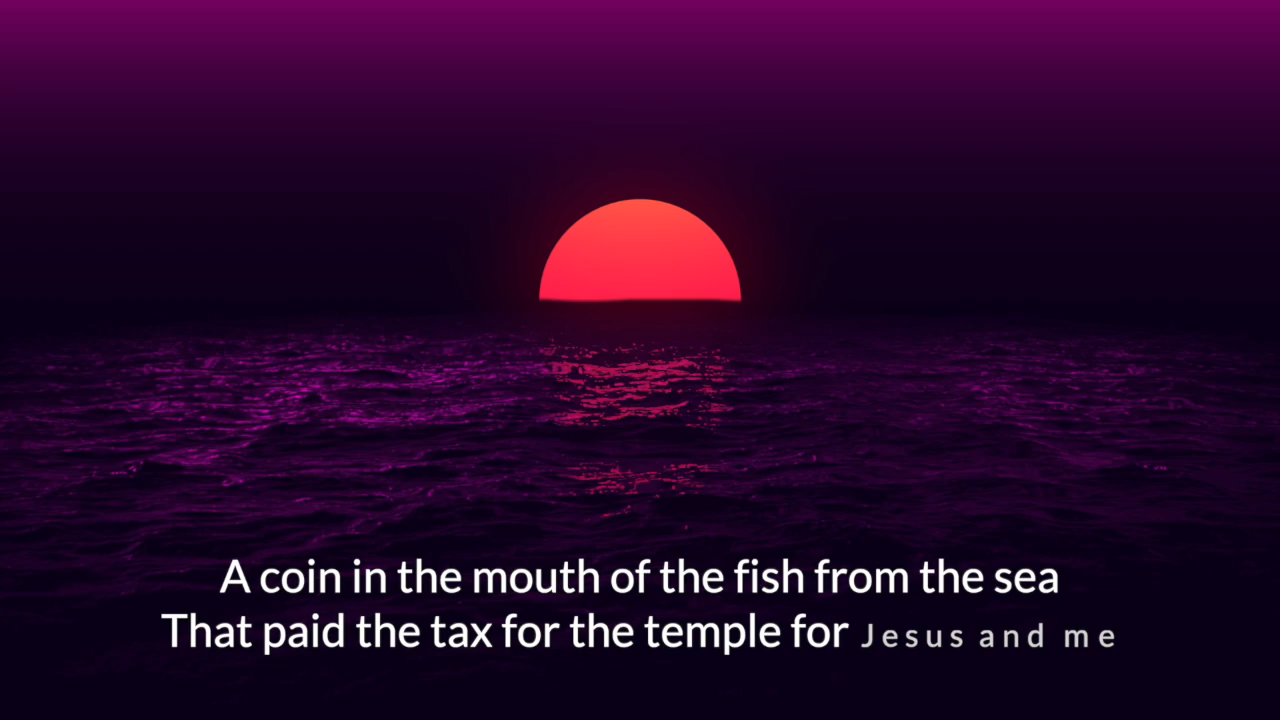 A coin in the mouth of the fish from the sea
That paid the tax for the temple for Jesus and me